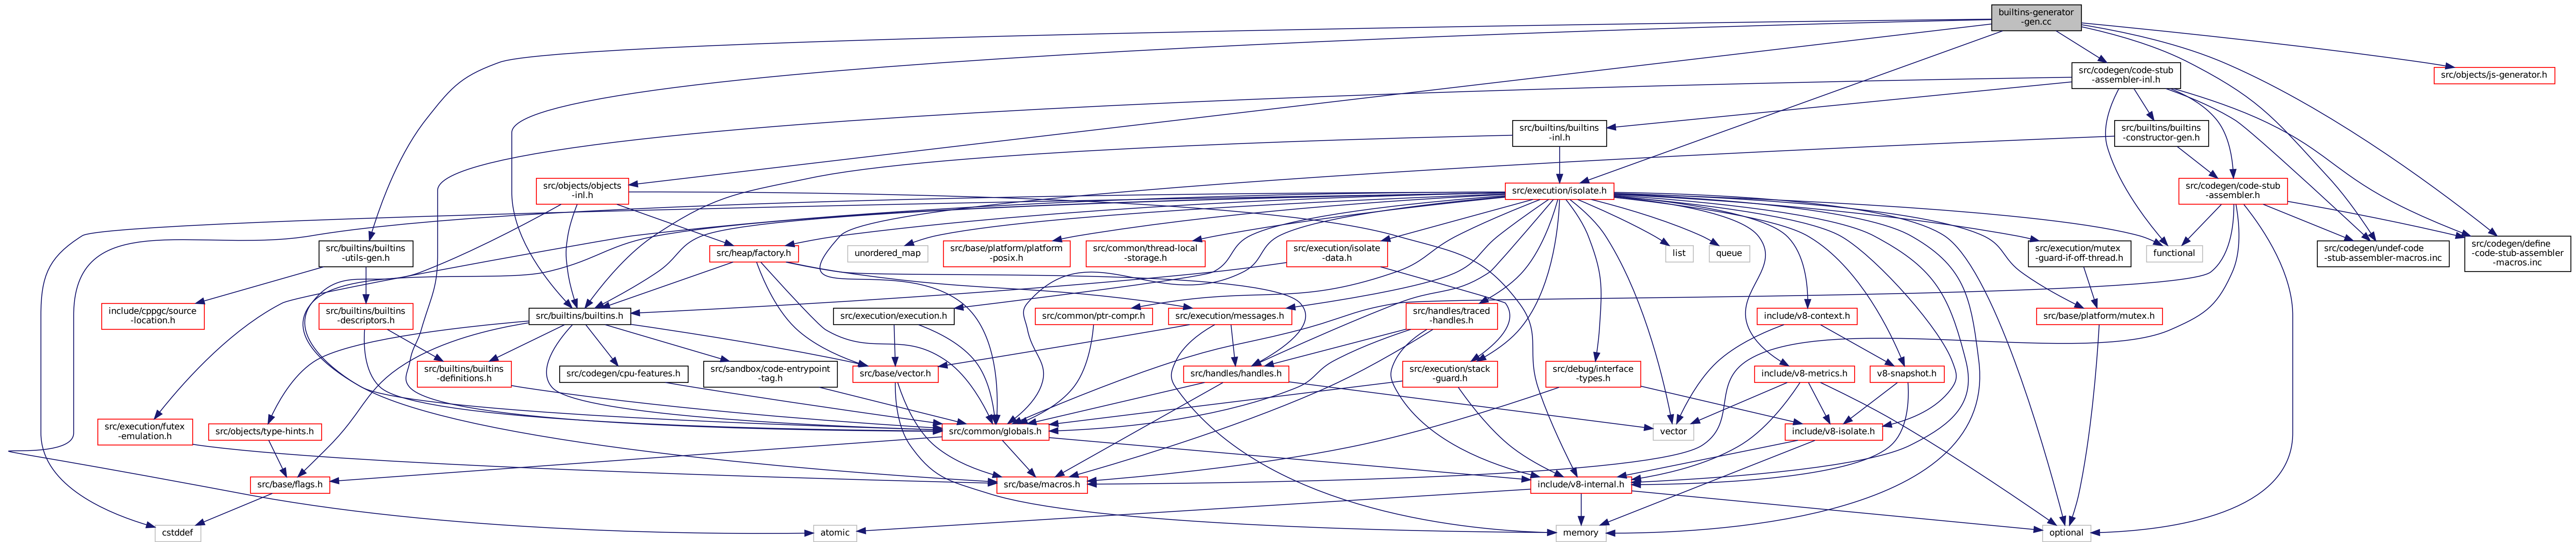 builtins-generator
-gen.cc
src/codegen/code-stub
-assembler-inl.h
src/objects/js-generator.h
src/builtins/builtins
-inl.h
src/builtins/builtins
-constructor-gen.h
src/objects/objects
-inl.h
src/execution/isolate.h
src/codegen/code-stub
-assembler.h
src/builtins/builtins
-utils-gen.h
src/heap/factory.h
unordered_map
src/base/platform/platform
-posix.h
src/common/thread-local
-storage.h
src/execution/isolate
-data.h
list
queue
src/execution/mutex
-guard-if-off-thread.h
functional
src/codegen/undef-code
-stub-assembler-macros.inc
src/codegen/define
-code-stub-assembler
-macros.inc
include/cppgc/source
-location.h
src/builtins/builtins
-descriptors.h
src/builtins/builtins.h
src/execution/execution.h
src/common/ptr-compr.h
src/execution/messages.h
src/handles/traced
-handles.h
include/v8-context.h
src/base/platform/mutex.h
src/builtins/builtins
-definitions.h
src/codegen/cpu-features.h
src/sandbox/code-entrypoint
-tag.h
src/base/vector.h
src/handles/handles.h
src/execution/stack
-guard.h
src/debug/interface
-types.h
include/v8-metrics.h
v8-snapshot.h
src/execution/futex
-emulation.h
src/objects/type-hints.h
src/common/globals.h
vector
include/v8-isolate.h
src/base/flags.h
src/base/macros.h
include/v8-internal.h
cstddef
atomic
memory
optional